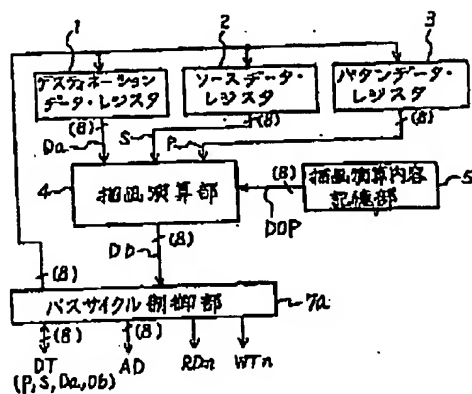 1
2
3
デスティネーション
データ・レジスタ
ソースデータ・
レジスタ
パタンデータ・
レジスタ
(8)
(8)
(8)
Da
S
P
4
描画演算部
(8)
DOP
描画演算内容
記憶部
5
Db
(8)
(8)
バスサイクル制御部
7a
(8)
(8)
DT
AD
RDn
WTn
(P,S,Da,Db)